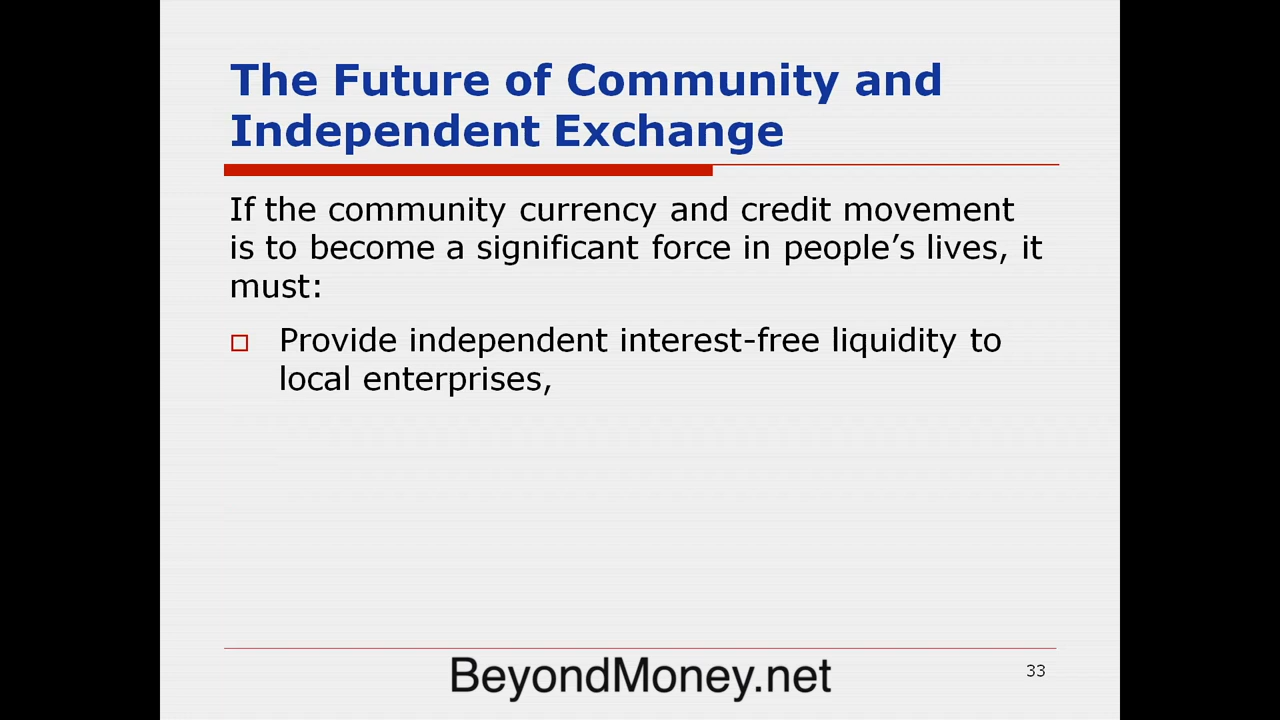 The Future of Community and
Independent Exchange
If the community currency and credit movement
is to become a significant force in people’s lives, it
must:
Provide independent interest-free liquidity to
local enterprises,
BeyondMoney.net
33